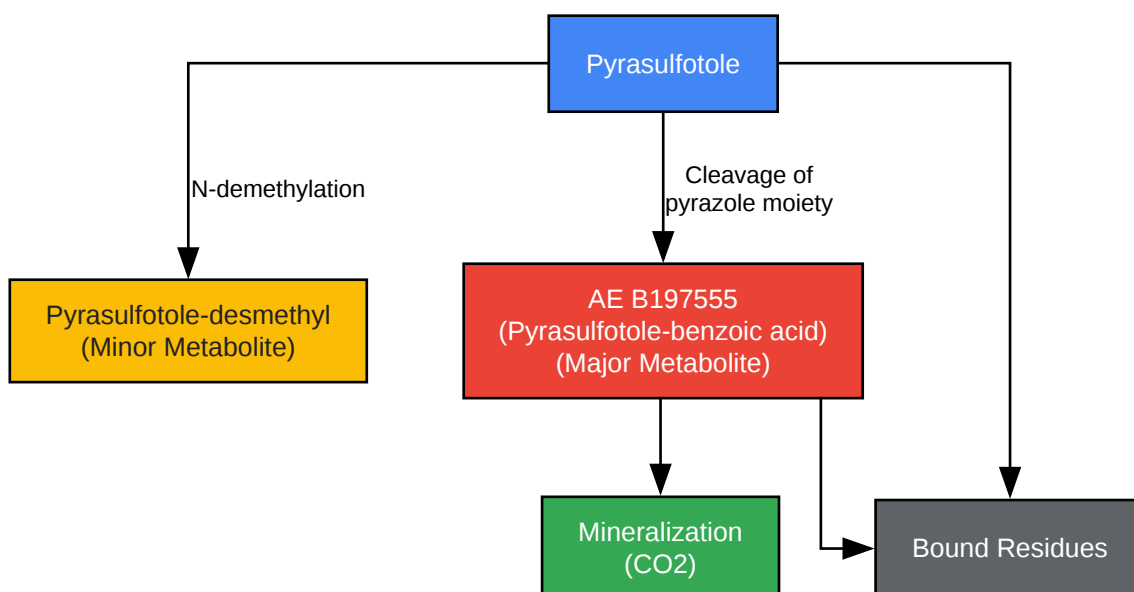 Pyrasulfotole
N-demethylation
Cleavage of
pyrazole moiety
Pyrasulfotole-desmethyl
(Minor Metabolite)
AE B197555
(Pyrasulfotole-benzoic acid)
(Major Metabolite)
Mineralization
(CO2)
Bound Residues